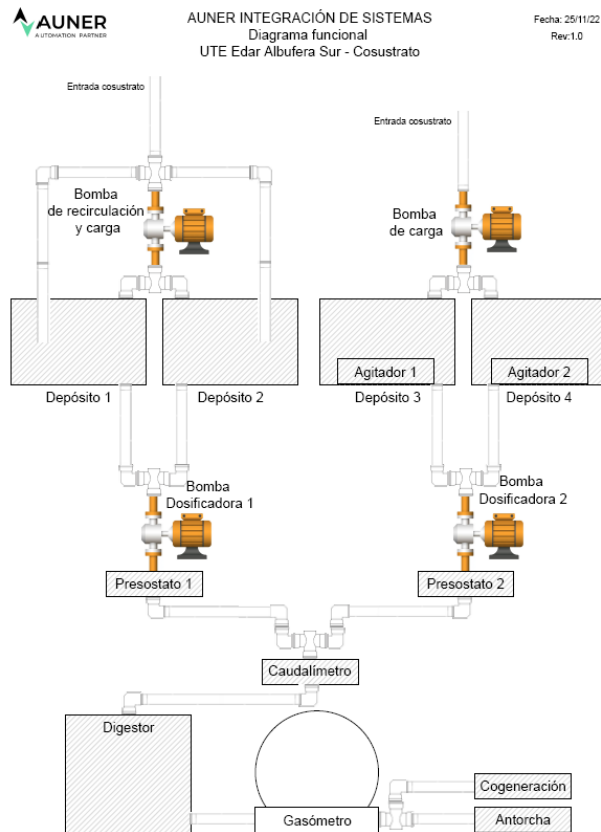 AUNER
AUTOMATION PARTNER
AUNER INTEGRACIÓN DE SISTEMAS
Diagrama funcional
UTE Edar Albufera Sur - Cosustrato
Fecha: 25/11/22
Rev:1.0
Entrada cosustrato
Entrada cosustrato
Bomba
de recirculación
y carga
Bomba
de carga
Agitador 1
Agitador 2
Depósito 1
Depósito 2
Depósito 3
Depósito 4
Bomba
Dosificadora 1
Bomba
Dosificadora 2
Presostato 1
Presostato 2
Caudalímetro
Digestor
Gasómetro
Cogeneración
Antorcha